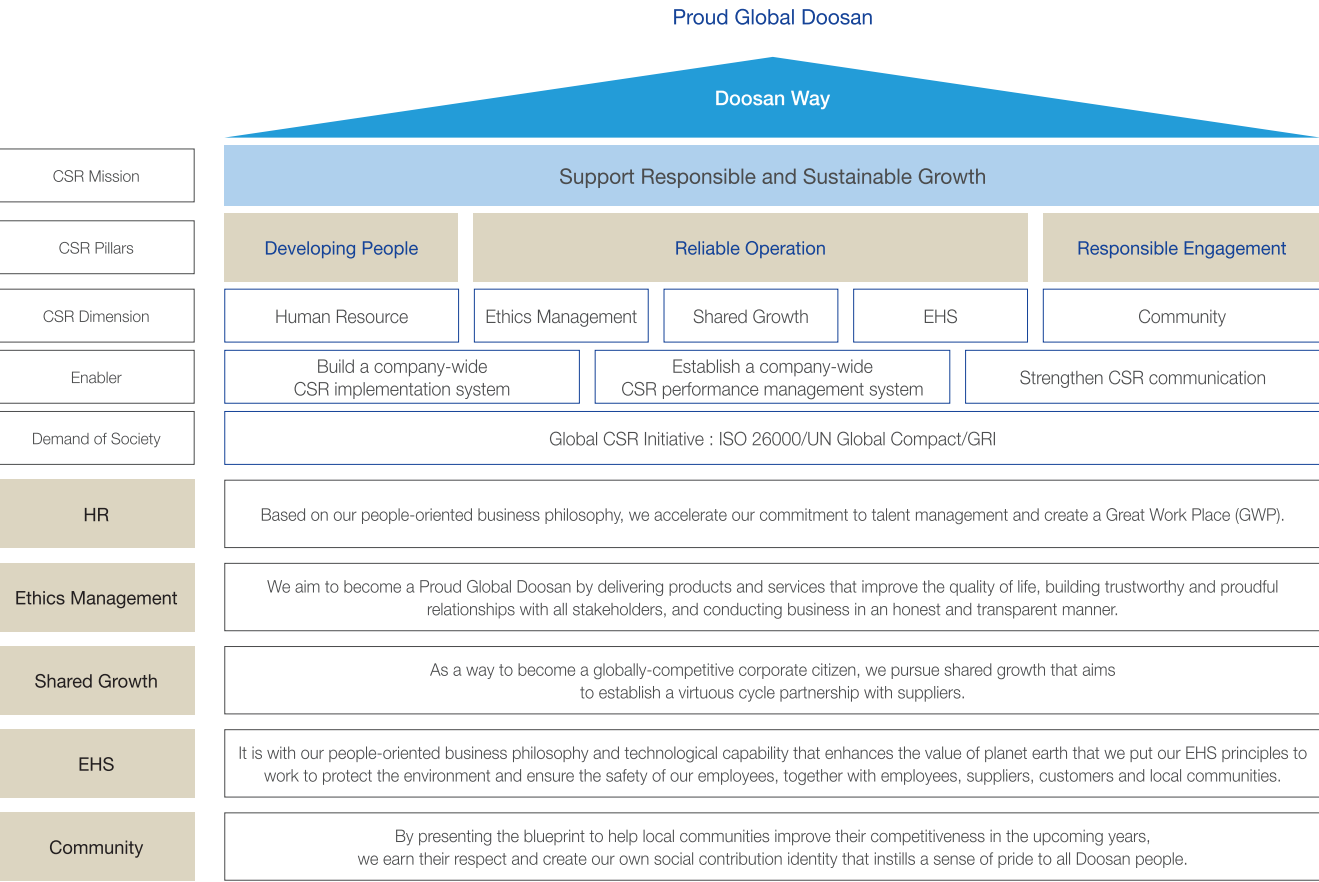 Proud Global Doosan
Doosan Way
CSR Mission
Support Responsible and Sustainable Growth
CSR Pillars
Developing People
Reliable Operation
Responsible Engagement
CSR Dimension
Human Resource
Ethics Management
Shared Growth
EHS
Community
Enabler
Build a company-wide
CSR implementation system
Establish a company-wide
CSR performance management system
Strengthen CSR communication
Demand of Society
Global CSR Initiative : ISO 26000/UN Global Compact/GRI
HR
Based on our people-oriented business philosophy, we accelerate our commitment to talent management and create a Great Work Place (GWP).
Ethics Management
We aim to become a Proud Global Doosan by delivering products and services that improve the quality of life, building trustworthy and proudful
relationships with all stakeholders, and conducting business in an honest and transparent manner.
Shared Growth
As a way to become a globally-competitive corporate citizen, we pursue shared growth that aims
to establish a virtuous cycle partnership with suppliers.
EHS
It is with our people-oriented business philosophy and technological capability that enhances the value of planet earth that we put our EHS principles to
work to protect the environment and ensure the safety of our employees, together with employees, suppliers, customers and local communities.
Community
By presenting the blueprint to help local communities improve their competitiveness in the upcoming years,
we earn their respect and create our own social contribution identity that instills a sense of pride to all Doosan people.